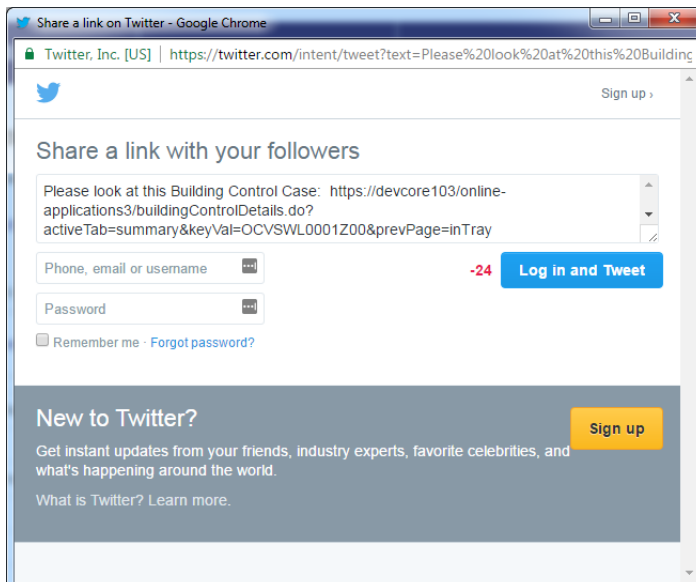 Share a link on Twitter - Google Chrome
Twitter, Inc. [US] | https://twitter.com/intent/tweet?text=Please%20look%20at%20this%20Building
Sign up ›
Share a link with your followers
Please look at this Building Control Case: https://devcore103/online-
applications3/buildingControlDetails.do?
activeTab=summary&keyVal=OCVSWL0001Z00&prevPage=inTray
Phone, email or username
-24 Log in and Tweet
Password
Remember me · Forgot password?
New to Twitter?
Sign up
Get instant updates from your friends, industry experts, favorite celebrities, and
what's happening around the world.
What is Twitter? Learn more.